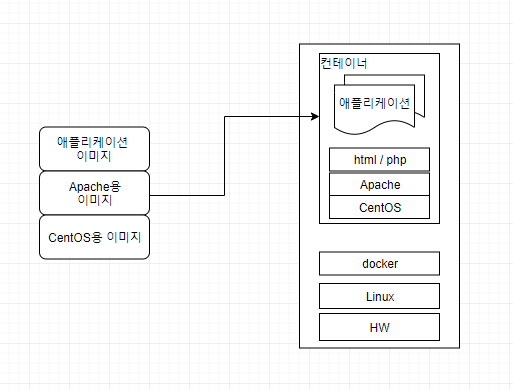 애플리케이션
이미지
Apache용
이미지
CentOS용 이미지
컨테이너
애플리케이션
html / php
Apache
CentOS
docker
Linux
HW